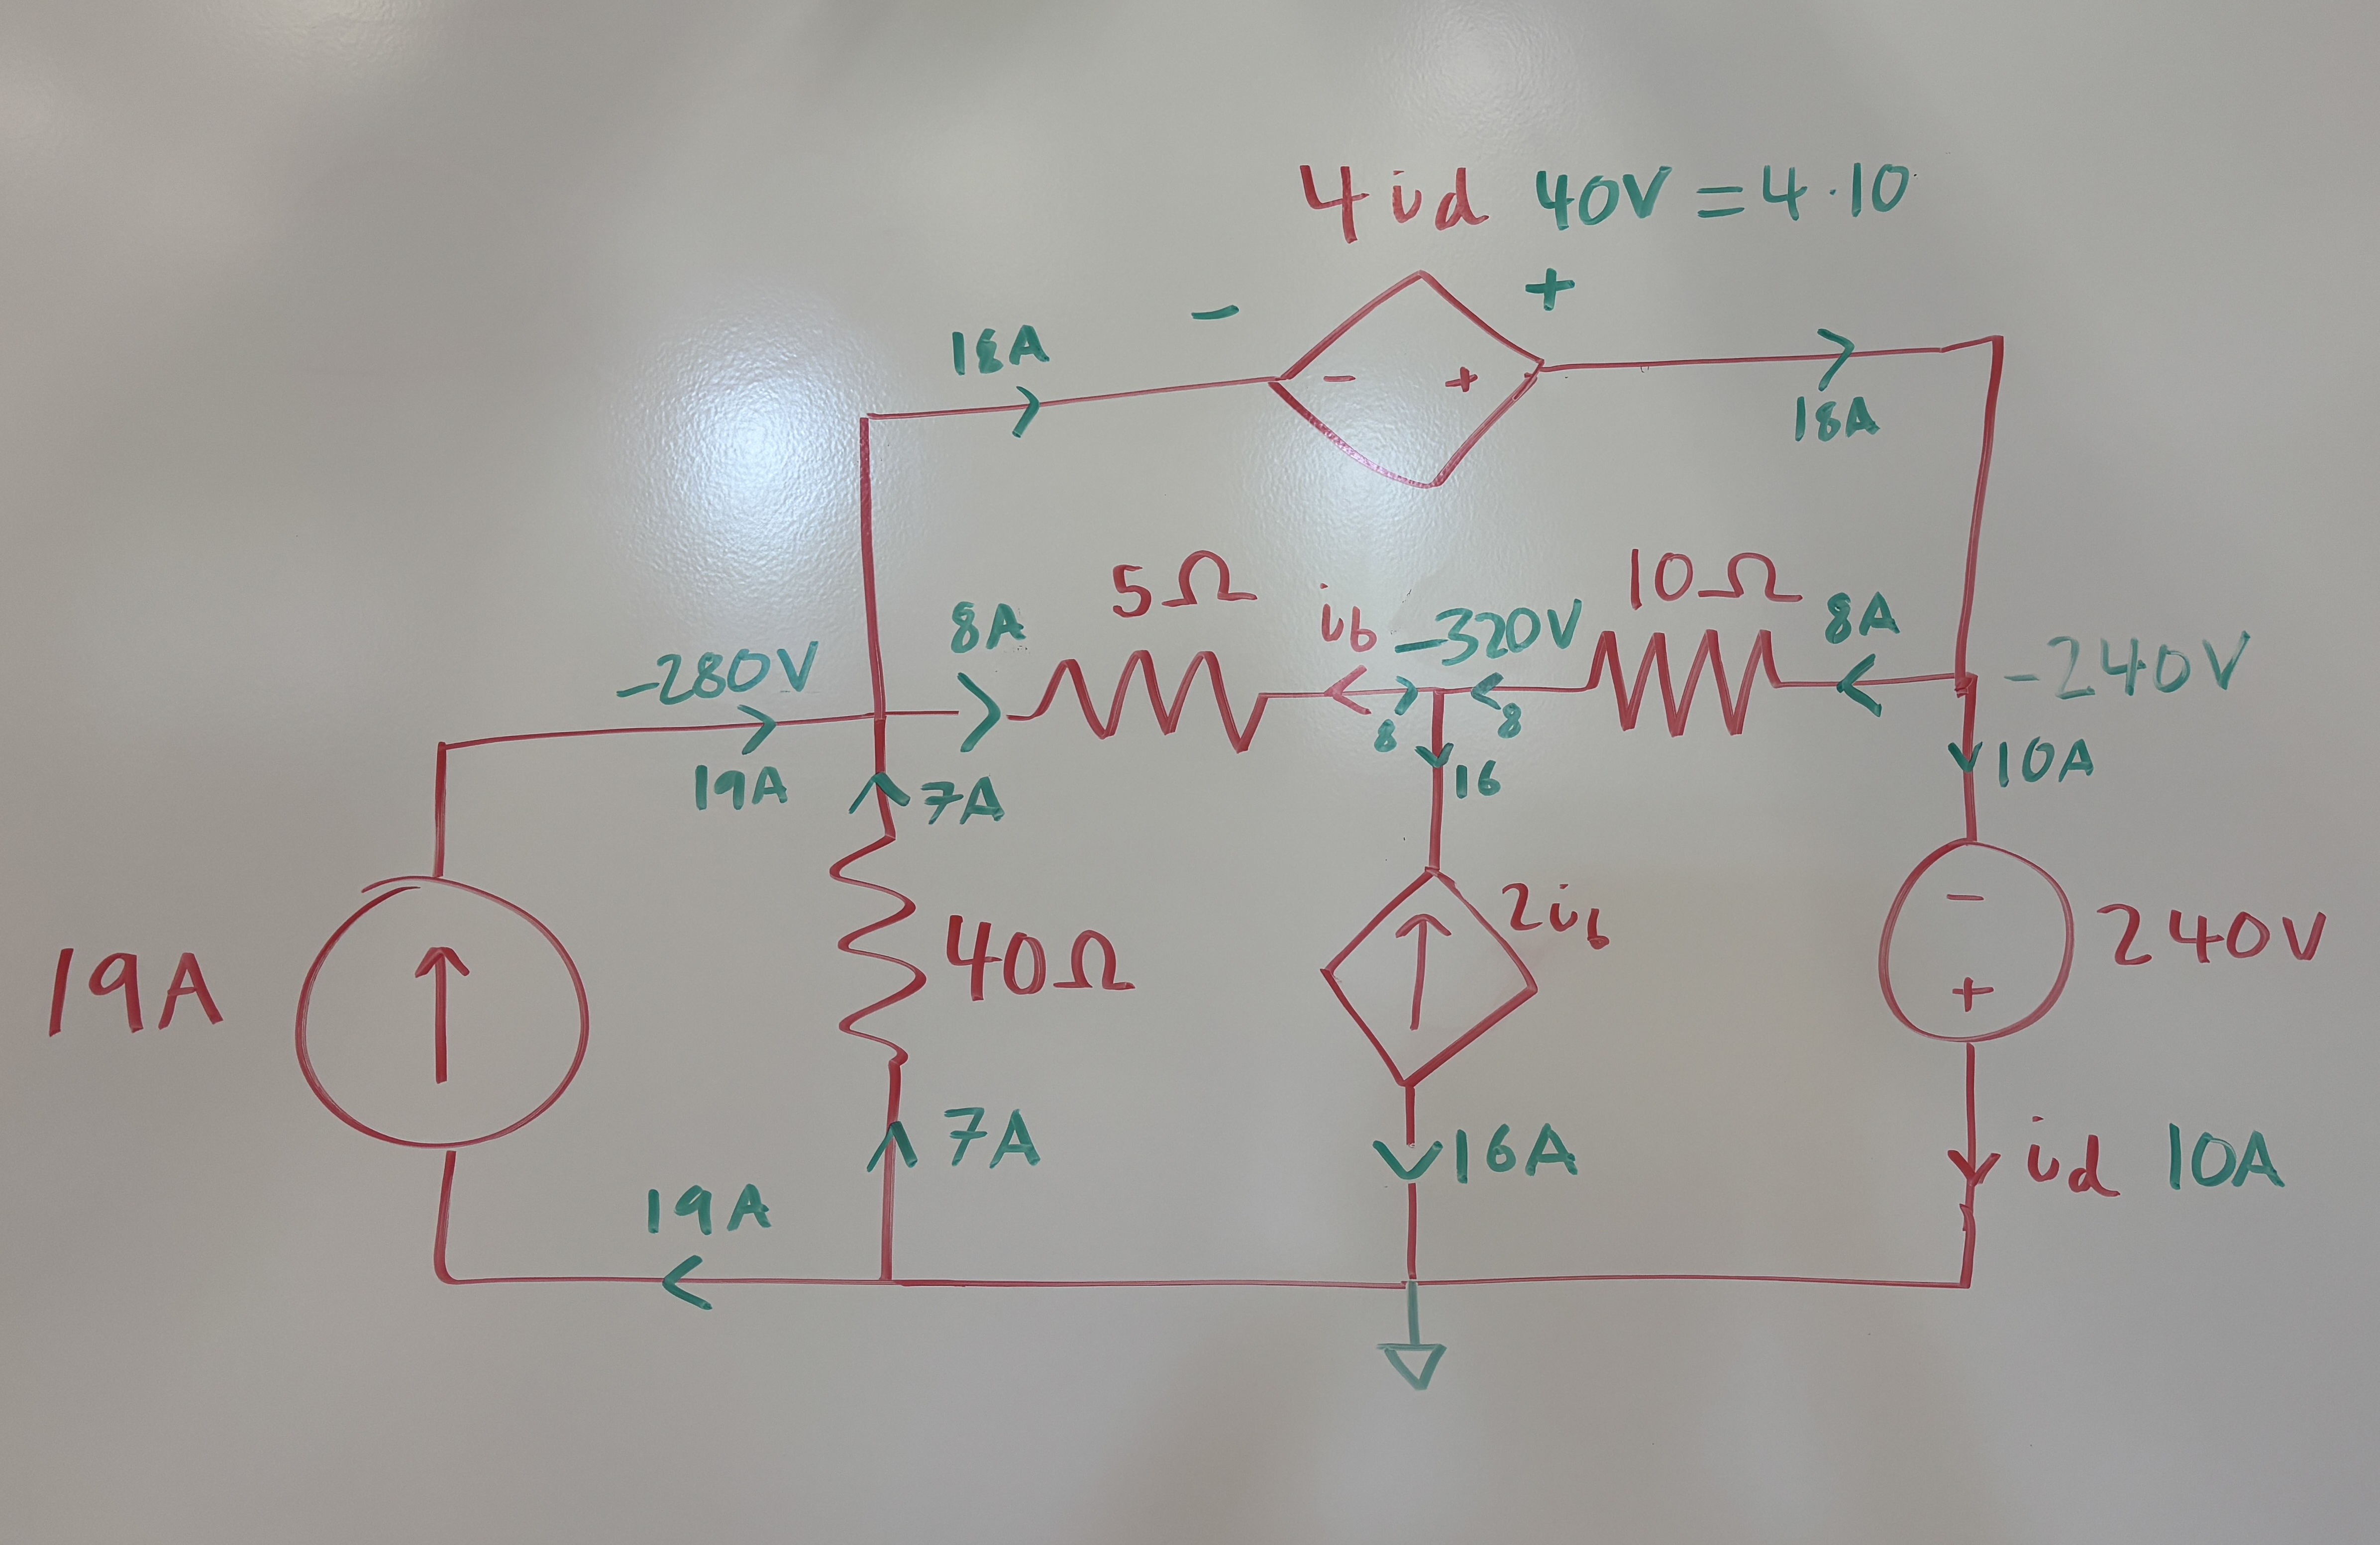 4id 40V = 4·10
- +
18A
- +
18A
5Ω
10Ω
8A
ib
-320V
8A
-280V
-240V
8
8
19A
7A
16
10A
2ib
-
19A
40Ω
240V
+
7A
16A
id 10A
19A